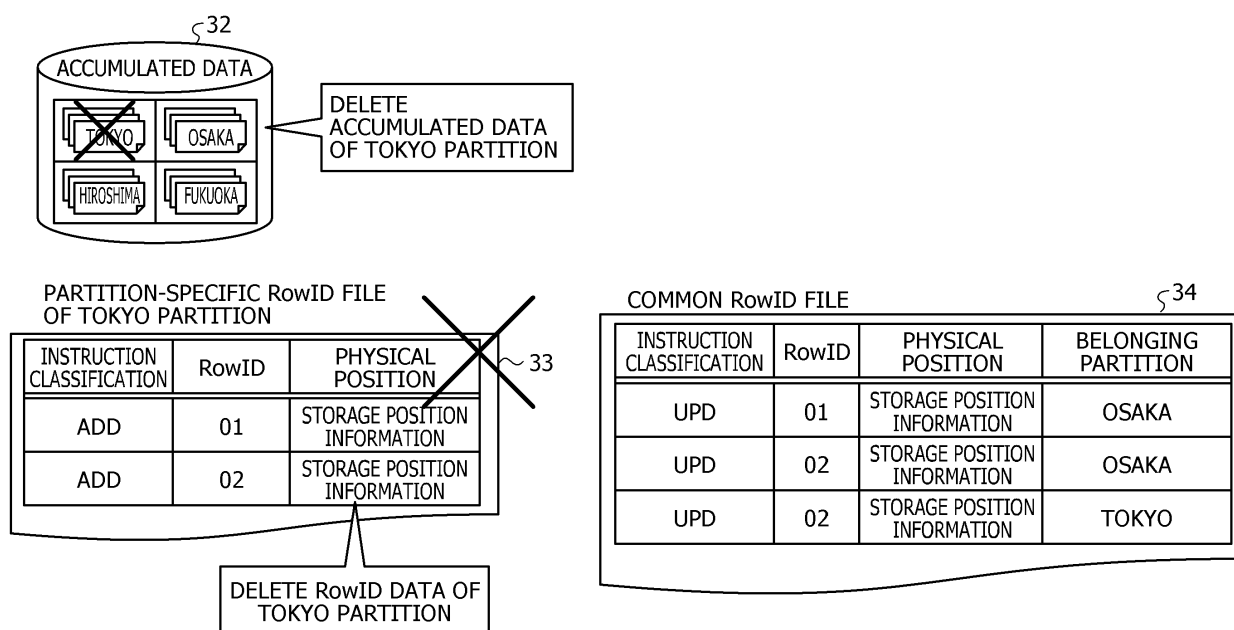 32
ACCUMULATED DATA
TOKYO
OSAKA
HIROSHIMA
FUKUOKA
DELETE
ACCUMULATED DATA
OF TOKYO PARTITION
PARTITION-SPECIFIC RowID FILE
OF TOKYO PARTITION
33
INSTRUCTION
CLASSIFICATION
RowID
PHYSICAL
POSITION
ADD
01
STORAGE POSITION
INFORMATION
ADD
02
STORAGE POSITION
INFORMATION
DELETE RowID DATA OF
TOKYO PARTITION
COMMON RowID FILE
34
INSTRUCTION
CLASSIFICATION
RowID
PHYSICAL
POSITION
BELONGING
PARTITION
UPD
01
STORAGE POSITION
INFORMATION
OSAKA
UPD
02
STORAGE POSITION
INFORMATION
OSAKA
UPD
02
STORAGE POSITION
INFORMATION
TOKYO